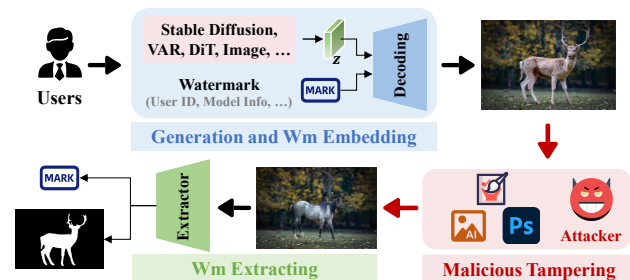 Users
Stable Diffusion,
VAR, DiT, Image, …
z
Watermark
(User ID, Model Info, …)
MARK
Decoding
Generation and Wm Embedding
MARK
Extractor
Wm Extracting
AI
Ps
Attacker
Malicious Tampering